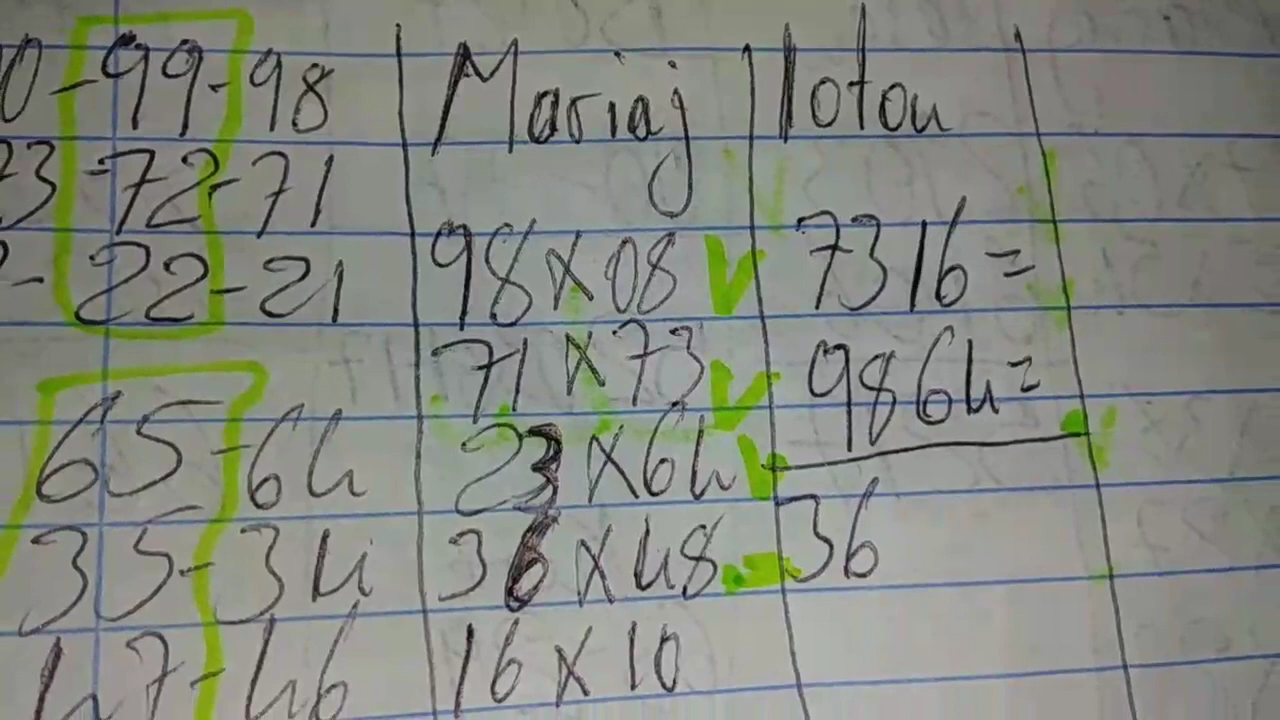 0-99-98 Mariaj lotou
73-72-71
2-22-21 98x08 7316=
71x73 9864=
65-64 23x64
35-34 36x48 36
47-46 16x10